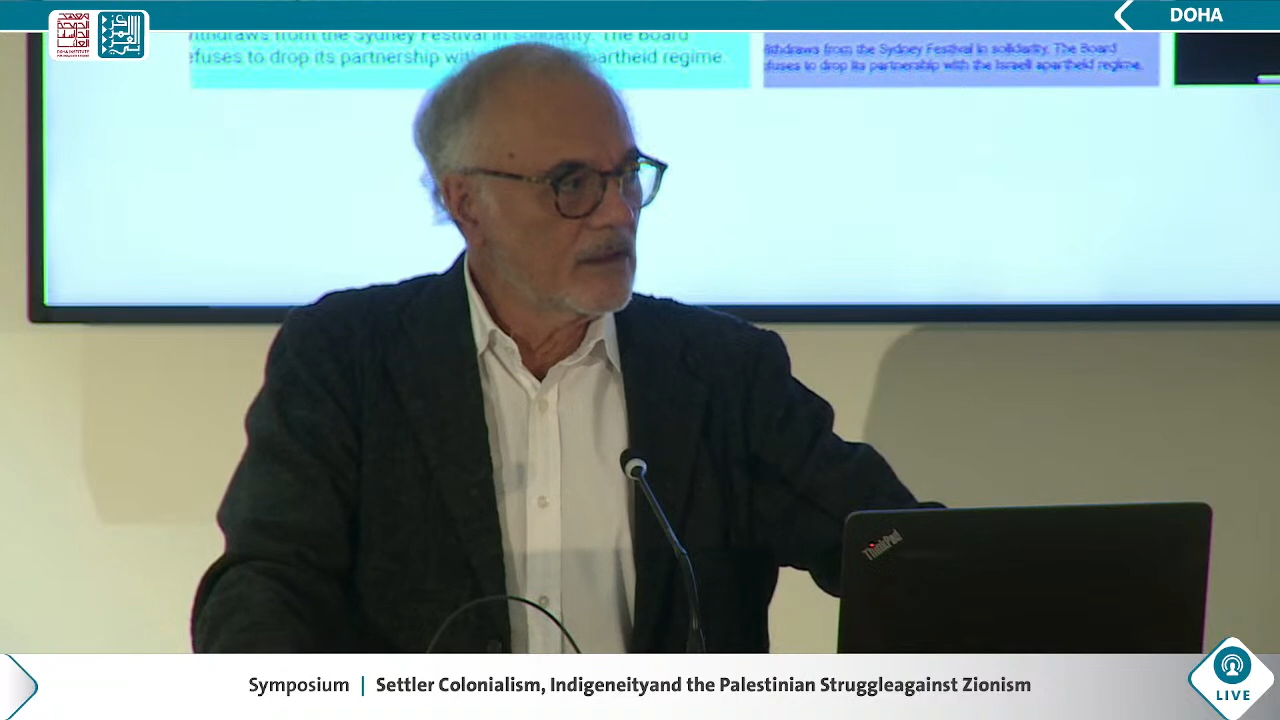 DOHA
ithdraws from the Sydney Festival in solidarity. The Board
efuses to drop its partnership with partheid regime.
ndraws from the Sydney Festival in solidarity. The Board
fuses to drop its partnership with the Israeli apartheid regime.
ThinkPad
LIVE
Symposium | Settler Colonialism, Indigeneityand the Palestinian Struggleagainst Zionism